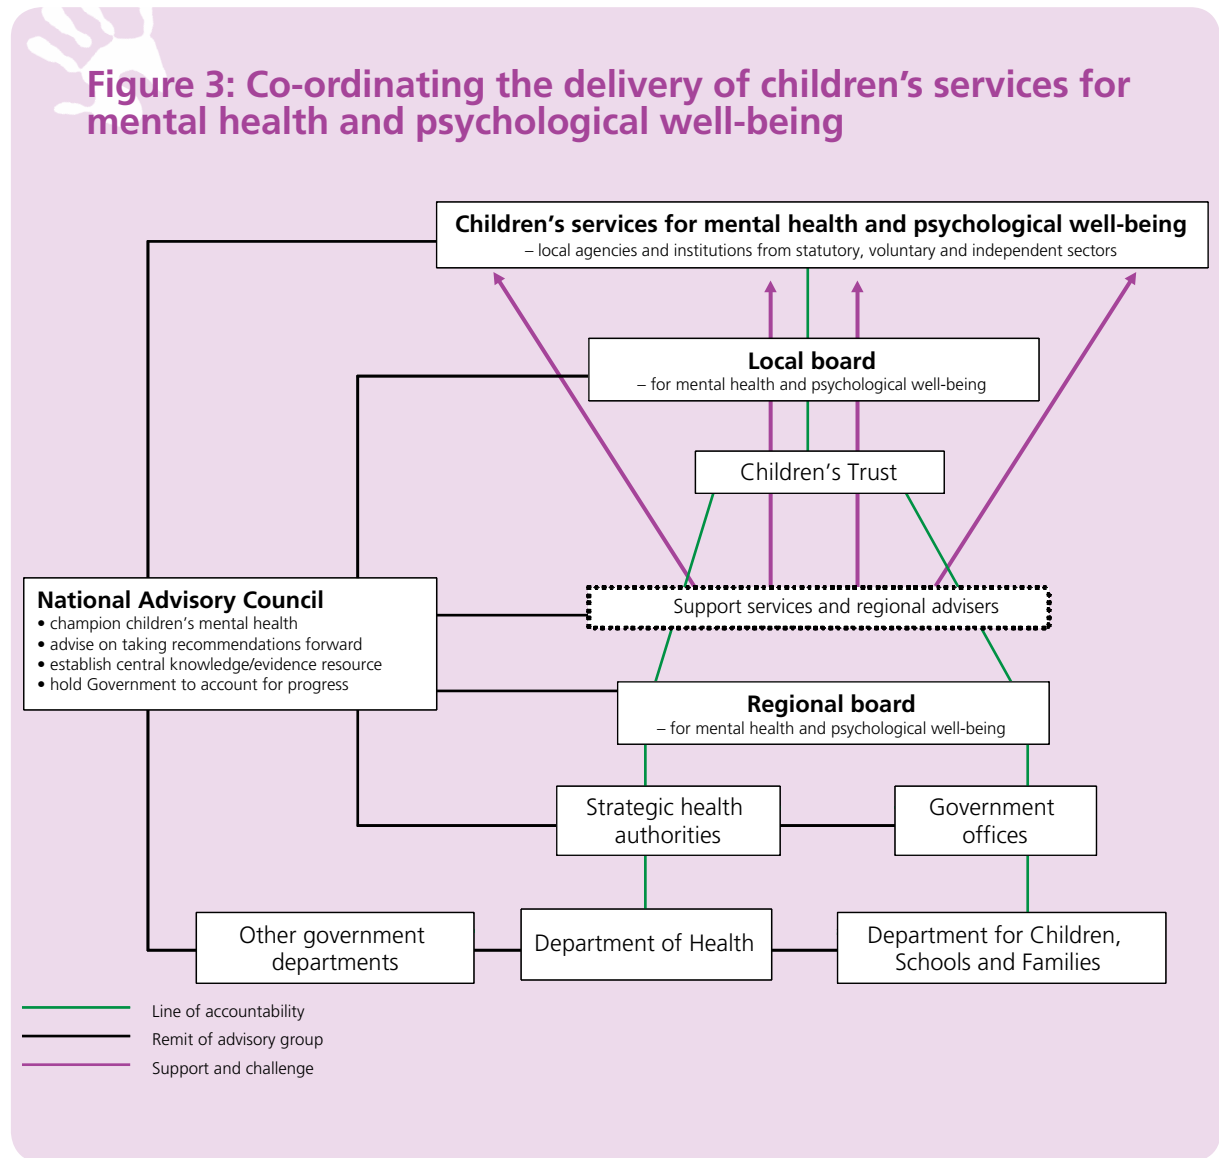 Figure 3: Co-ordinating the delivery of children’s services for
mental health and psychological well-being
Children’s services for mental health and psychological well-being
– local agencies and institutions from statutory, voluntary and independent sectors
Local board
– for mental health and psychological well-being
Children’s Trust
Support services and regional advisers
National Advisory Council
• champion children’s mental health
• advise on taking recommendations forward
• establish central knowledge/evidence resource
• hold Government to account for progress
Regional board
– for mental health and psychological well-being
Strategic health
authorities
Government
offices
Other government
departments
Department of Health
Department for Children,
Schools and Families
Line of accountability
Remit of advisory group
Support and challenge